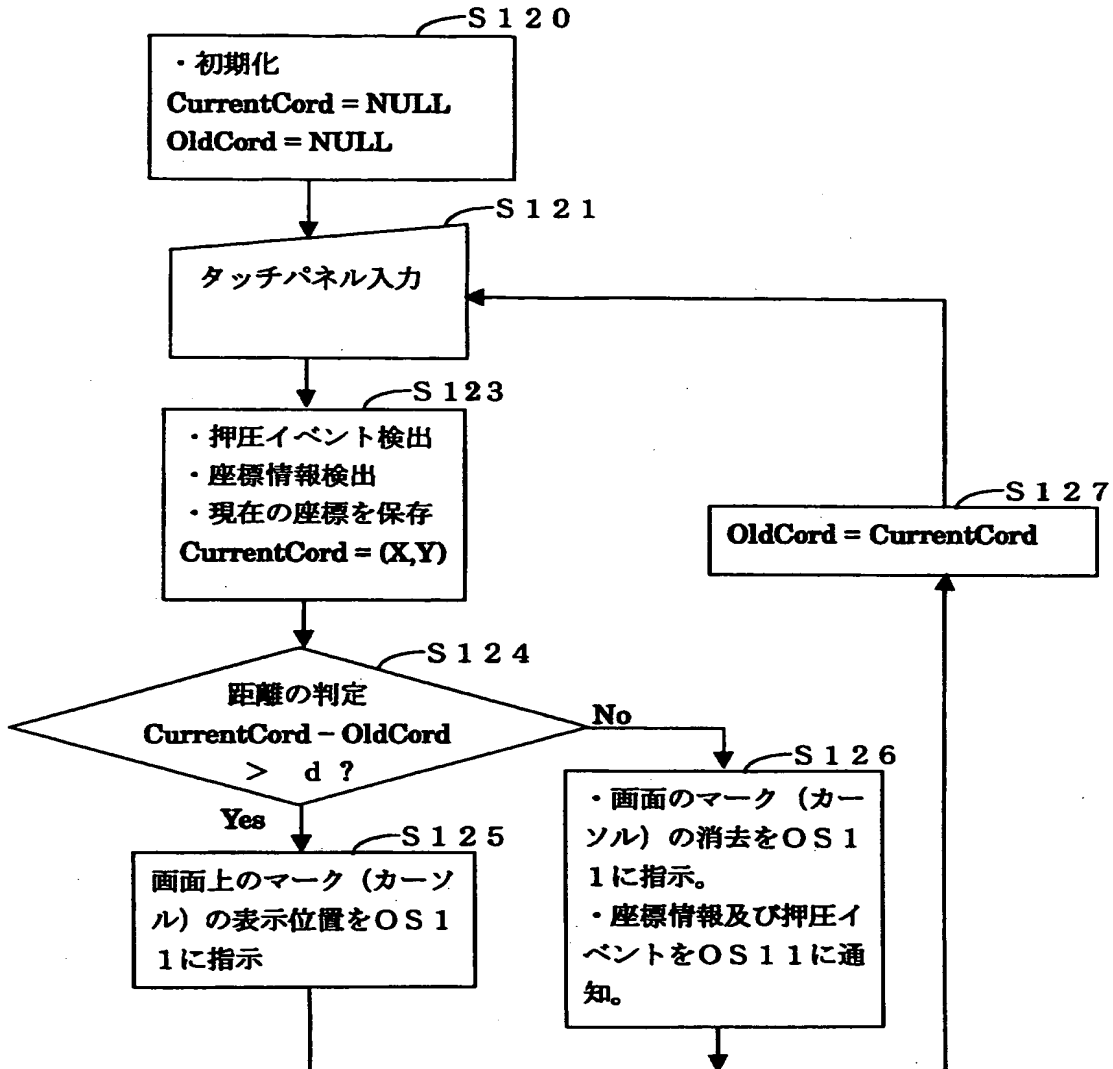 S120
・初期化
CurrentCord = NULL
OldCord = NULL
S121
タッチパネル入力
S123
・押圧イベント検出
・座標情報検出
・現在の座標を保存
CurrentCord = (X,Y)
S127
OldCord = CurrentCord
S124
距離の判定
CurrentCord − OldCord
＞ d ?
No
Yes
S125
画面上のマーク（カーソ
ル）の表示位置をOS1
1に指示
S126
・画面のマーク（カー
ソル）の消去をOS1
1に指示。
・座標情報及び押圧イ
ベントをOS11に通
知。